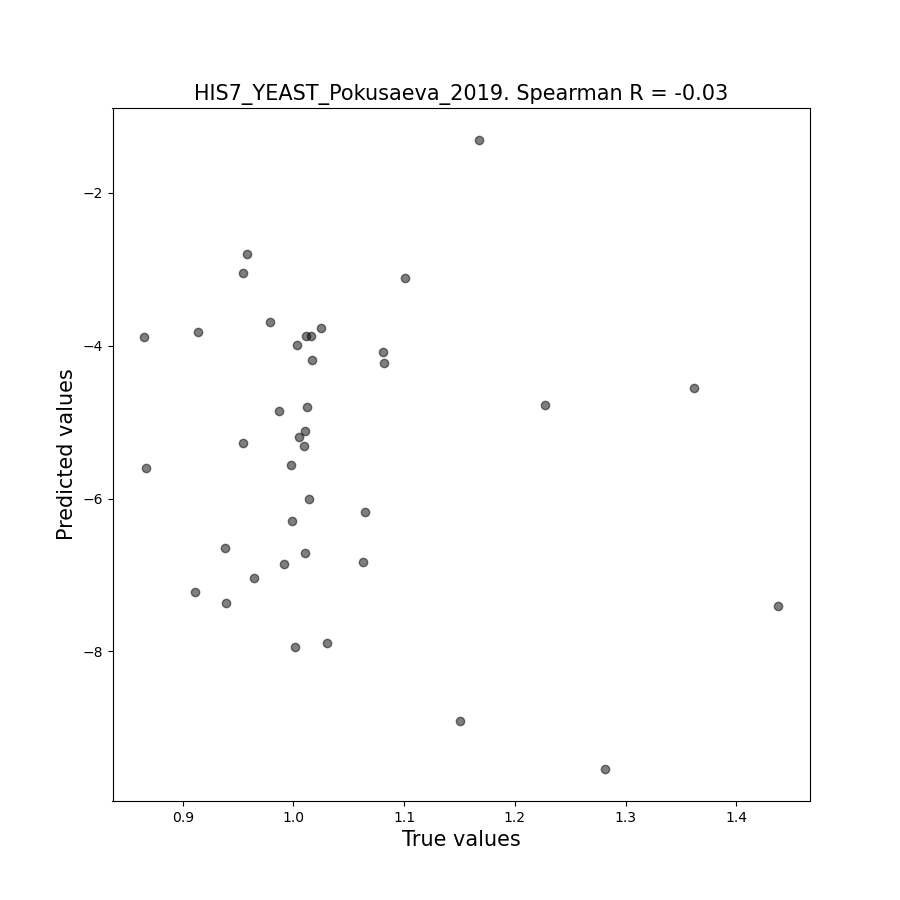 HIS7_YEAST_Pokusaeva_2019. Spearman R = -0.03
−2
−4
−6
−8
Predicted values
0.9 1.0 1.1 1.2 1.3 1.4
True values